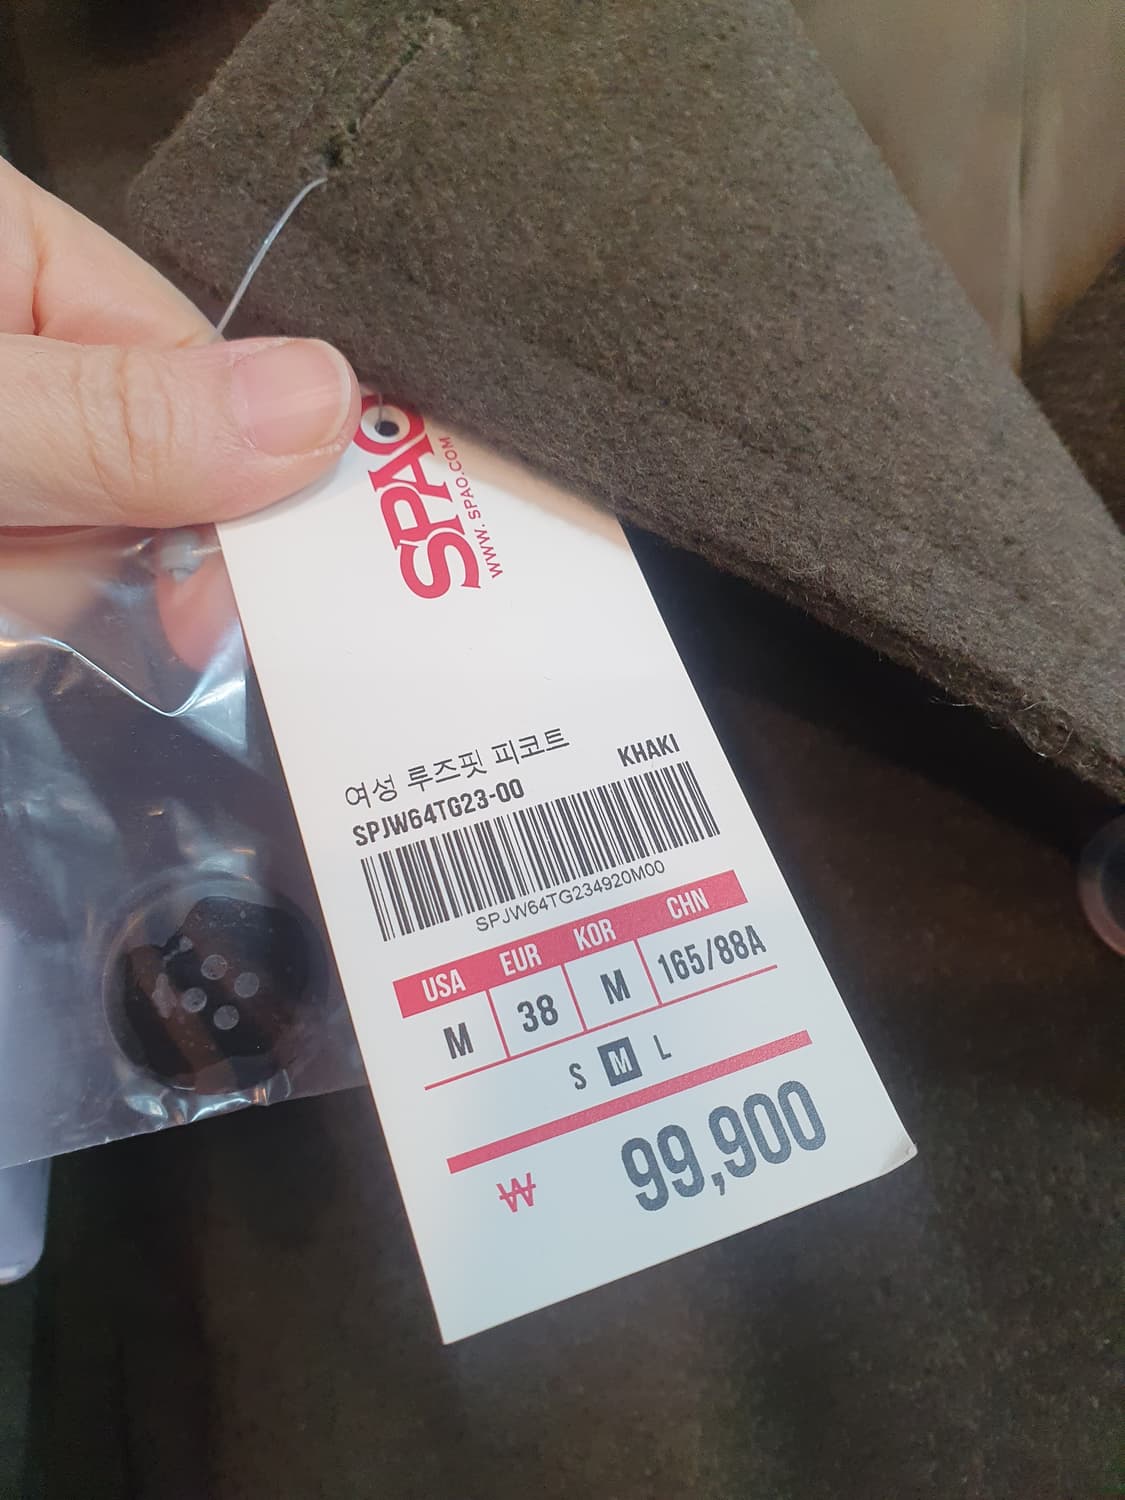 SPAO
WWW.SPAO.COM
여성 루즈핏 피코트
SPJW64TG23-00 KHAKI
SPJW64TG234920M00
USA EUR KOR CHN
M 38 M 165/88A
S M L
₩ 99,900